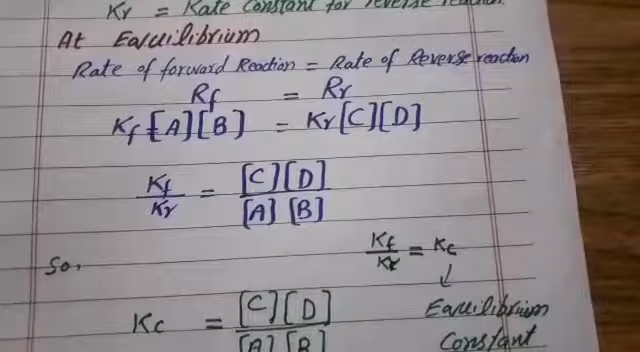 Kr = Rate Constant for reverse reaction
At Equilibrium
Rate of forward Reaction = Rate of Reverse reaction
Rf = Rr
Kf [A][B] = Kr [C][D]
Kf/Kr = [C][D]/[A][B]
Kf/Kr = Kc
So,
Equilibrium
Constant
Kc = [C][D]/[A][B]